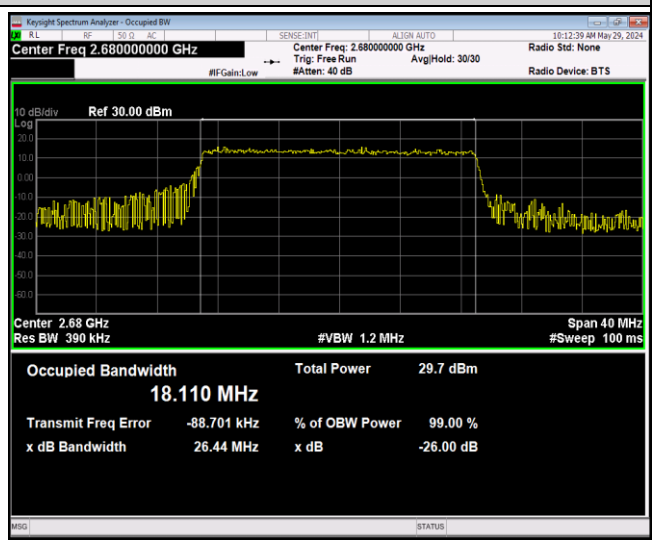 Keysight Spectrum Analyzer - Occupied BW
RL RF 50 Ω AC SENSE:INT ALIGN AUTO 10:12:39 AM May 29, 2024
Center Freq 2.680000000 GHz
Center Freq: 2.680000000 GHz
Radio Std: None
Trig: Free Run Avg|Hold: 30/30
#IFGain:Low #Atten: 40 dB Radio Device: BTS
10 dB/div Ref 30.00 dBm
Log
20.0
10.0
0.00
-10.0
-20.0
-30.0
-40.0
-50.0
-60.0
Center 2.68 GHz Span 40 MHz
Res BW 390 kHz #VBW 1.2 MHz #Sweep 100 ms
Occupied Bandwidth Total Power 29.7 dBm
18.110 MHz
Transmit Freq Error -88.701 kHz % of OBW Power 99.00 %
x dB Bandwidth 26.44 MHz x dB -26.00 dB
MSG STATUS